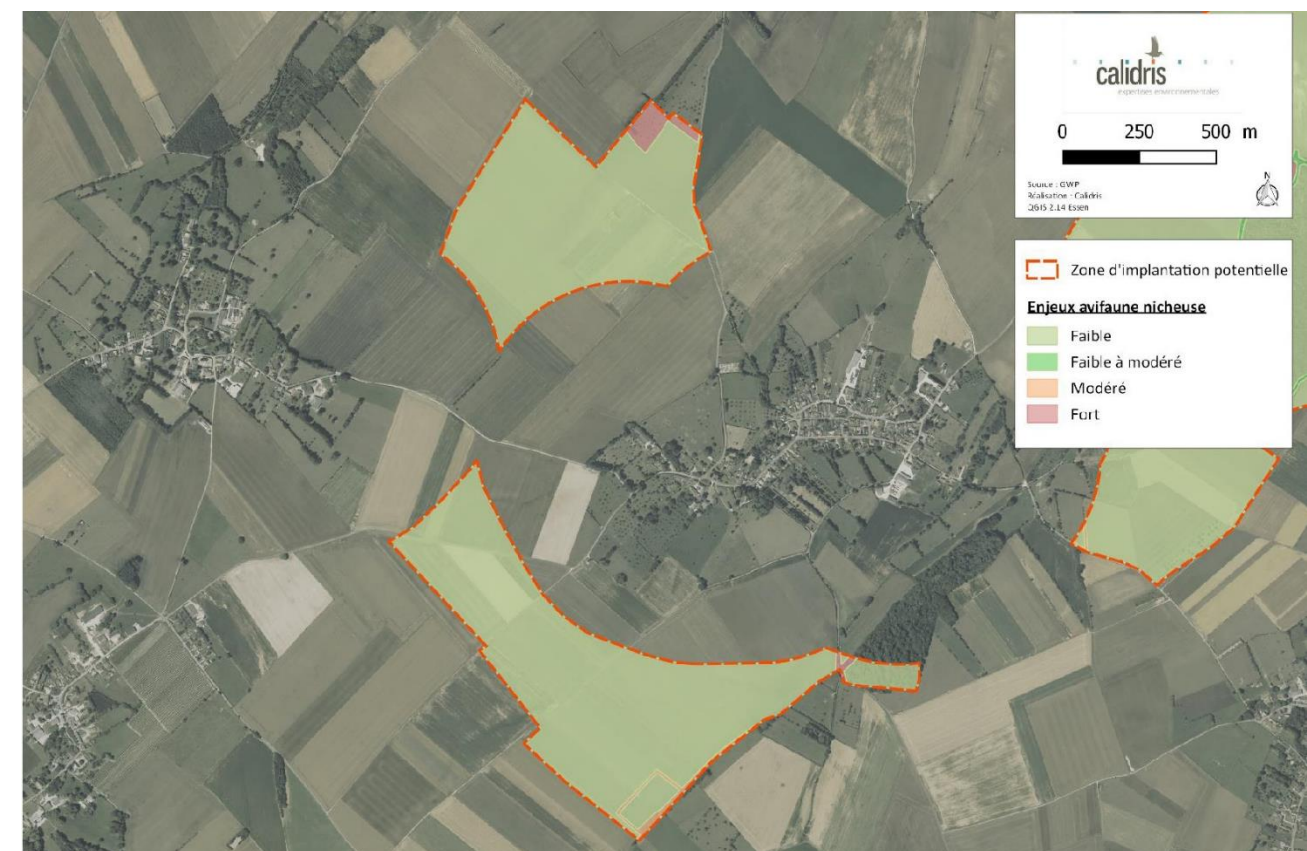 calidris
expertises environnementales
0 250 500 m
Source : GWP
Réalisation : Calidris
QGIS 2.14 Essen
N
Zone d'implantation potentielle
Enjeux avifaune nicheuse
Faible
Faible à modéré
Modéré
Fort